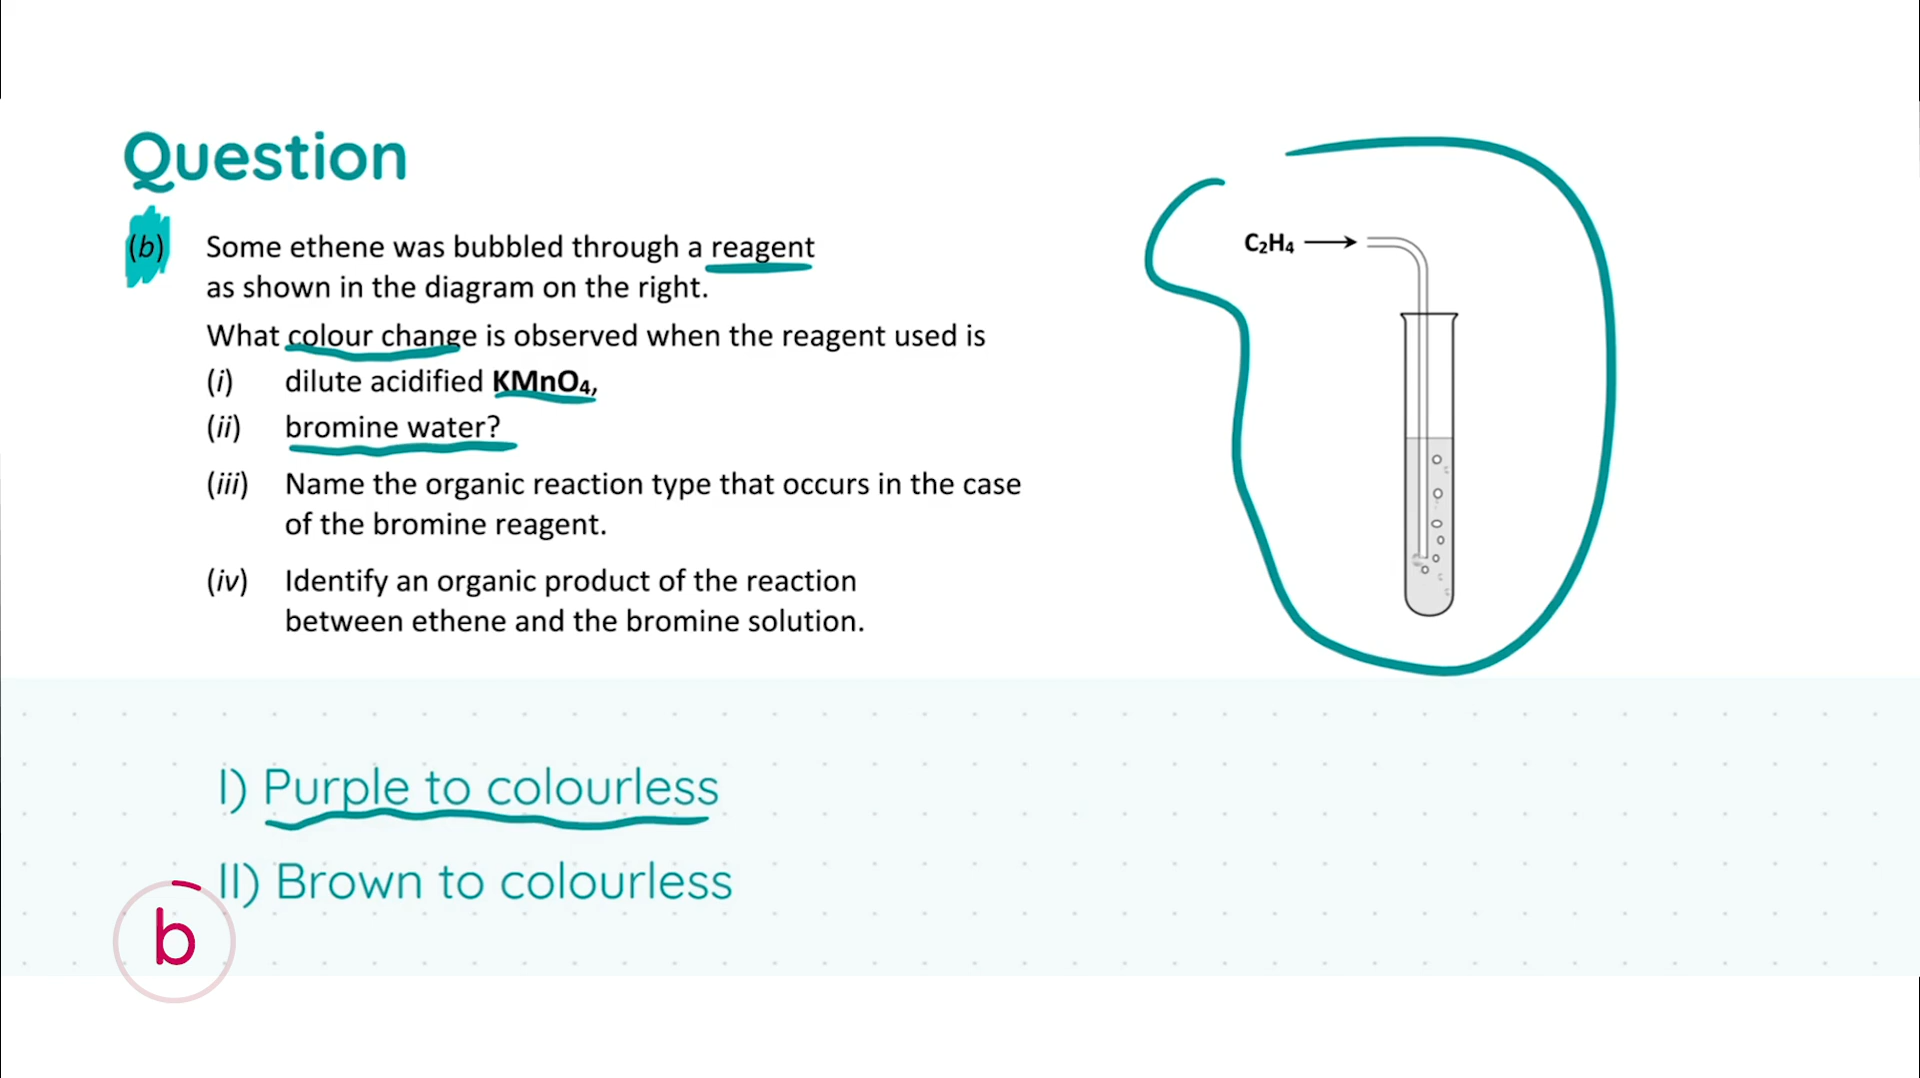 Question
(b) Some ethene was bubbled through a reagent
as shown in the diagram on the right.
What colour change is observed when the reagent used is
(i) dilute acidified KMnO₄,
(ii) bromine water?
(iii) Name the organic reaction type that occurs in the case
of the bromine reagent.
(iv) Identify an organic product of the reaction
between ethene and the bromine solution.
C₂H₄
I) Purple to colourless
II) Brown to colourless
b